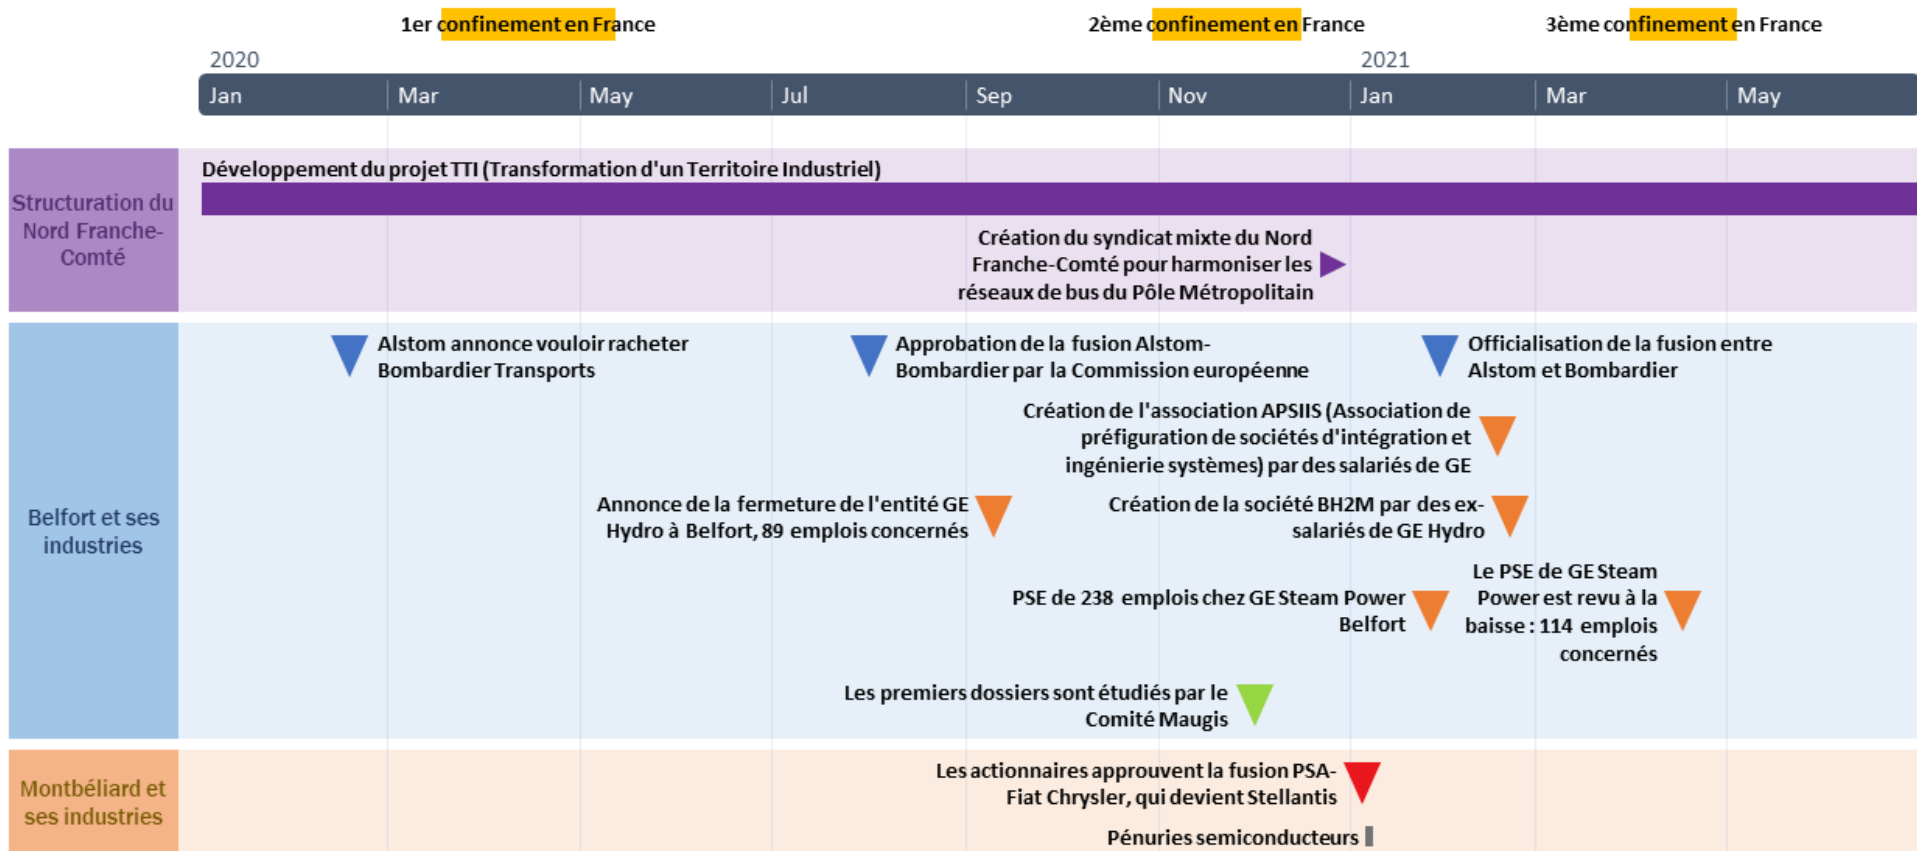 1er confinement en France
2ème confinement en France
3ème confinement en France
2020
2021
Jan
Mar
May
Jul
Sep
Nov
Jan
Mar
May
Structuration du
Nord Franche-
Comté
Développement du projet TTI (Transformation d'un Territoire Industriel)
Création du syndicat mixte du Nord
Franche-Comté pour harmoniser les
réseaux de bus du Pôle Métropolitain
Belfort et ses
industries
Alstom annonce vouloir racheter
Bombardier Transports
Approbation de la fusion Alstom-
Bombardier par la Commission européenne
Officialisation de la fusion entre
Alstom et Bombardier
Création de l'association APSIIS (Association de
préfiguration de sociétés d'intégration et
ingénierie systèmes) par des salariés de GE
Annonce de la fermeture de l'entité GE
Hydro à Belfort, 89 emplois concernés
Création de la société BH2M par des ex-
salariés de GE Hydro
PSE de 238 emplois chez GE Steam Power
Belfort
Le PSE de GE Steam
Power est revu à la
baisse : 114 emplois
concernés
Les premiers dossiers sont étudiés par le
Comité Maugis
Montbéliard et
ses industries
Les actionnaires approuvent la fusion PSA-
Fiat Chrysler, qui devient Stellantis
Pénuries semiconducteurs